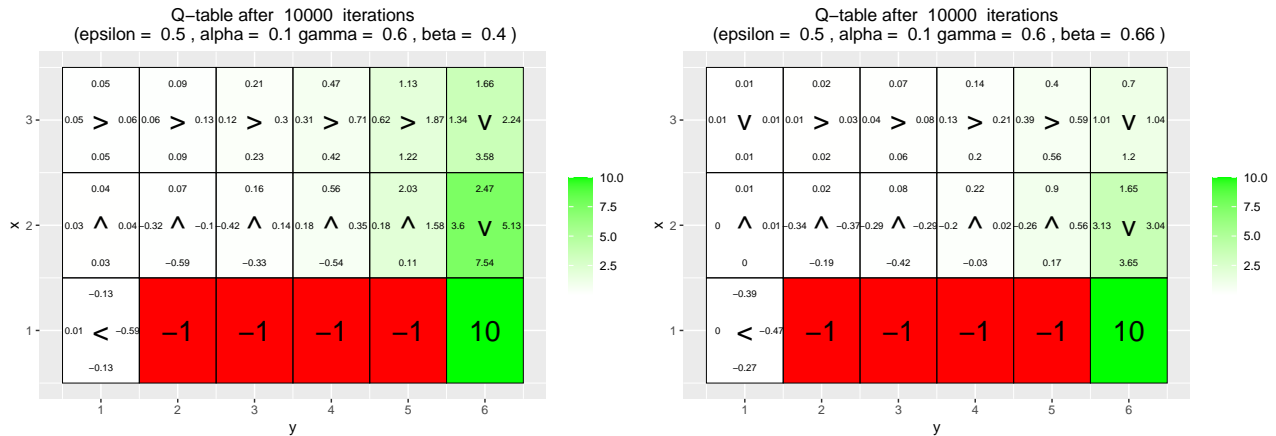 Q−table after 10000 iterations
(epsilon = 0.5 , alpha = 0.1 gamma = 0.6 , beta = 0.4 )
0.05 0.09 0.21 0.47 1.13 1.66
3 0.05 > 0.06 0.06 > 0.13 0.12 > 0.3 0.31 > 0.71 0.62 > 1.87 1.34 v 2.24
0.05 0.09 0.23 0.42 1.22 3.58
0.04 0.07 0.16 0.56 2.03 2.47
x 2 0.03 ^ 0.04 −0.32 ^ −0.1 −0.42 ^ 0.14 0.18 ^ 0.35 0.18 ^ 1.58 3.6 v 5.13
0.03 −0.59 −0.33 −0.54 0.11 7.54
−0.13
1 0.01 < −0.59 −1 −1 −1 −1 10
−0.13
1 2 3 4 5 6
y
10.0
7.5
5.0
2.5
Q−table after 10000 iterations
(epsilon = 0.5 , alpha = 0.1 gamma = 0.6 , beta = 0.66 )
0.01 0.02 0.07 0.14 0.4 0.7
3 0.01 v 0.01 0.01 > 0.03 0.04 > 0.08 0.13 > 0.21 0.39 > 0.59 1.01 v 1.04
0.01 0.02 0.06 0.2 0.56 1.2
0.01 0.02 0.08 0.22 0.9 1.65
x 2 0 ^ 0.01 −0.34 ^ −0.37 −0.29 ^ −0.29 −0.2 ^ 0.02 −0.26 ^ 0.56 3.13 v 3.04
0 −0.19 −0.42 −0.03 0.17 3.65
−0.39
1 0 < −0.47 −1 −1 −1 −1 10
−0.27
1 2 3 4 5 6
y
10.0
7.5
5.0
2.5